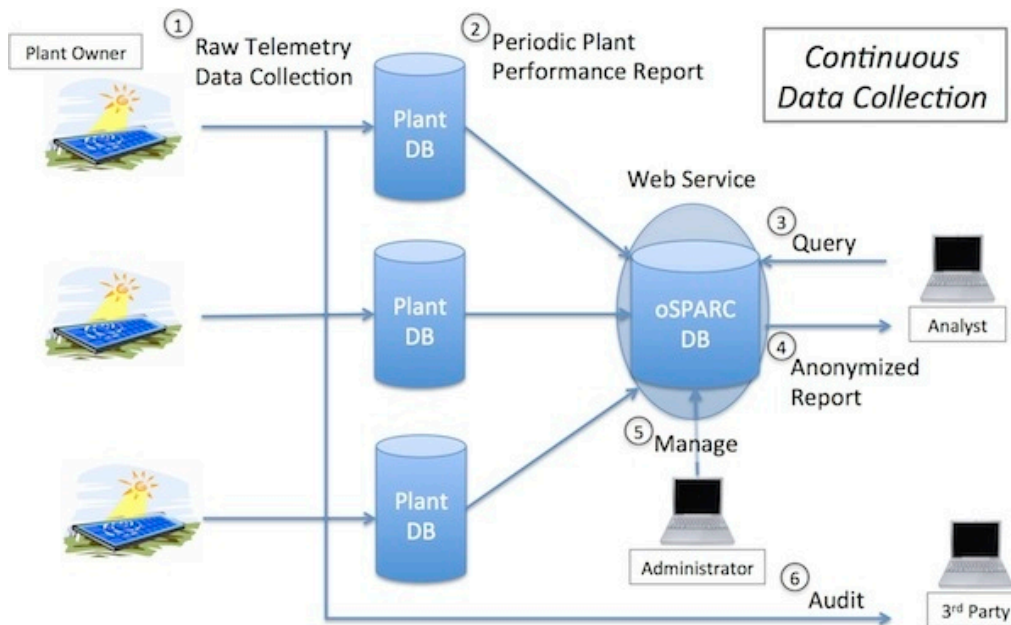 Plant Owner
1
Raw Telemetry
Data Collection
2
Periodic Plant
Performance Report
Continuous
Data Collection
Plant
DB
Web Service
3
Query
Plant
DB
oSPARC
DB
Analyst
4
Anonymized
Report
5
Manage
Plant
DB
Administrator
6
Audit
3rd Party